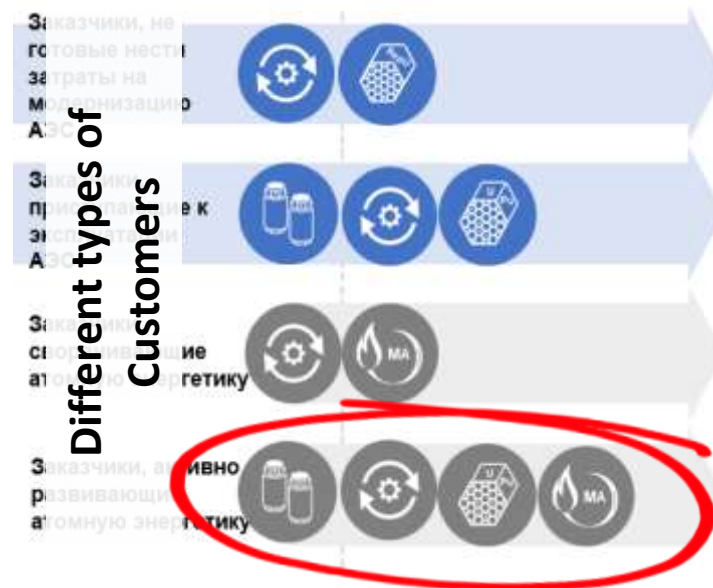 Заказчики, не
готовые нести
затраты на
модернизацию
АЭС
Заказчики,
приступающие к
эксплуатации
АЭС
Заказчики,
сворачивающие
атомную энергетику
MA
Заказчики, активно
развивающие
атомную энергетику
U
MA
Different types of
Customers